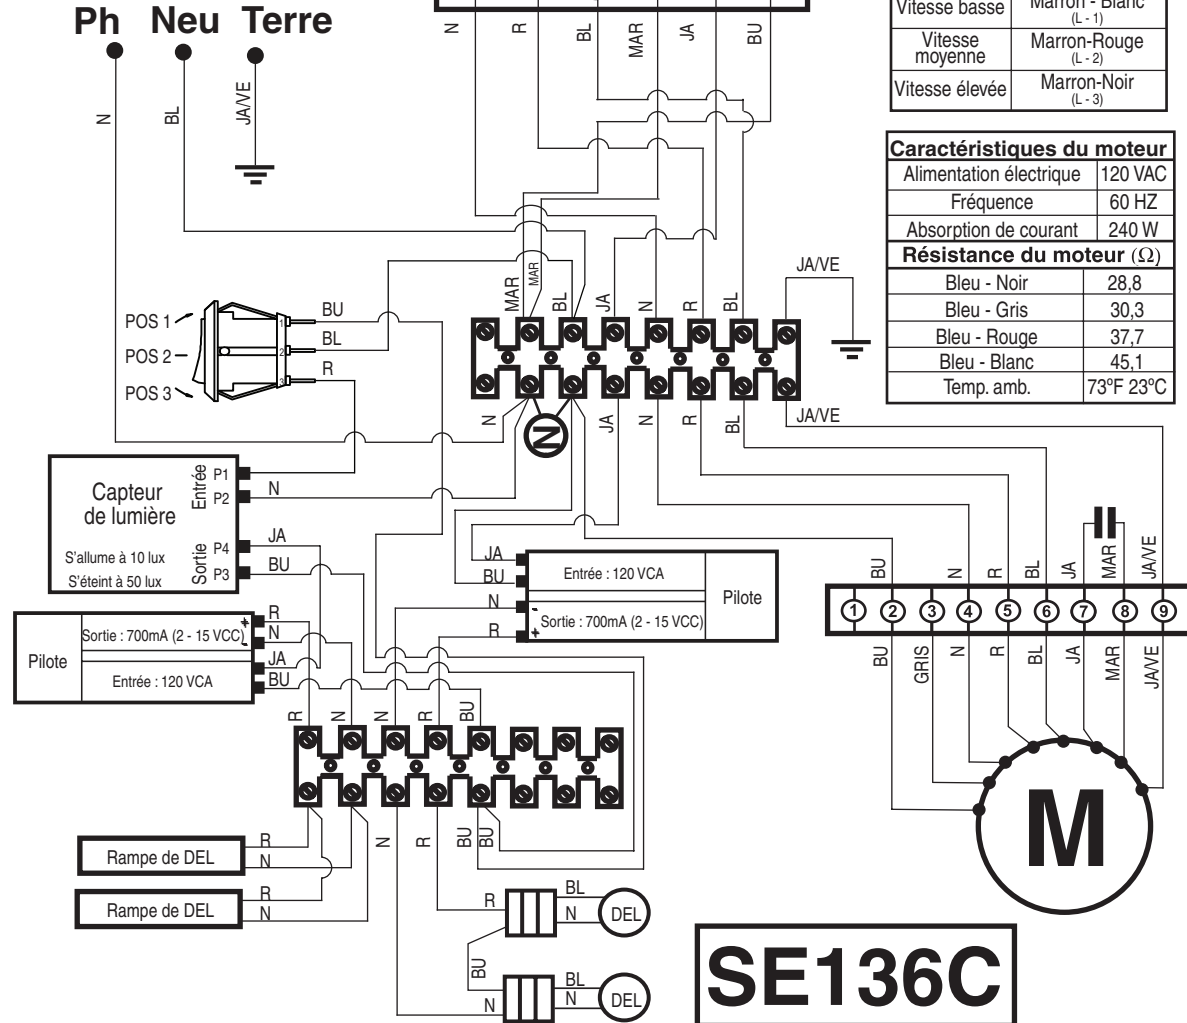 Ph Neu Terre
N R BL MAR JA BU
Vitesse basse Marron - Blanc
(L - 1)
Vitesse moyenne Marron-Rouge
(L - 2)
Vitesse élevée Marron-Noir
(L - 3)
N BL JA/VE
Caractéristiques du moteur
Alimentation électrique 120 VAC
Fréquence 60 HZ
Absorption de courant 240 W
Résistance du moteur (Ω)
Bleu - Noir 28,8
Bleu - Gris 30,3
Bleu - Rouge 37,7
Bleu - Blanc 45,1
Temp. amb. 73ºF 23ºC
JA/VE
MAR MAR BL JA N R BL
POS 1
POS 2
POS 3
1 BU
2 BL
3 R
N JA N R BL JA/VE
N
Capteur
de lumière
S'allume à 10 lux
S'éteint à 50 lux
Entrée
P1
P2 N
Sortie
P4 JA
P3 BU
JA
BU
N
R
Entrée : 120 VCA
- Sortie : 700mA (2 - 15 VCC)
+
Pilote
Pilote
Sortie : 700mA (2 - 15 VCC)
Entrée : 120 VCA
+ R
- N
JA
BU
BU N R BL JA MAR JA/VE
1 2 3 4 5 6 7 8 9
BU GRIS N R BL JA MAR JA/VE
R N N R BU
N R BU BU
M
Rampe de DEL R
N
Rampe de DEL R
N
R BL
N DEL
BU
N BL
N DEL
SE136C